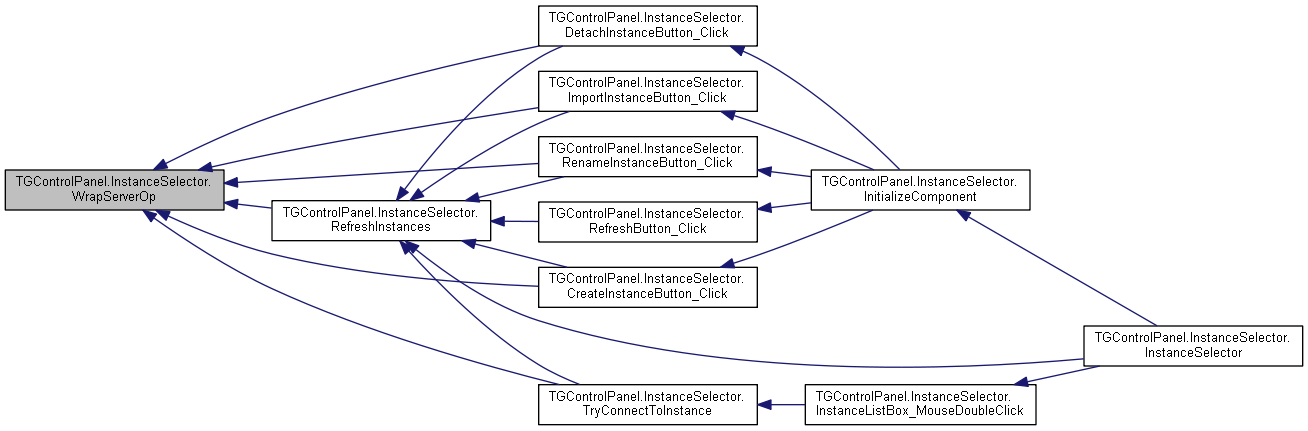 TGControlPanel.InstanceSelector.
DetachInstanceButton_Click
TGControlPanel.InstanceSelector.
ImportInstanceButton_Click
TGControlPanel.InstanceSelector.
RenameInstanceButton_Click
TGControlPanel.InstanceSelector.
WrapServerOp
TGControlPanel.InstanceSelector.
InitializeComponent
TGControlPanel.InstanceSelector.
RefreshInstances
TGControlPanel.InstanceSelector.
RefreshButton_Click
TGControlPanel.InstanceSelector.
CreateInstanceButton_Click
TGControlPanel.InstanceSelector.
InstanceSelector
TGControlPanel.InstanceSelector.
TryConnectToInstance
TGControlPanel.InstanceSelector.
InstanceListBox_MouseDoubleClick